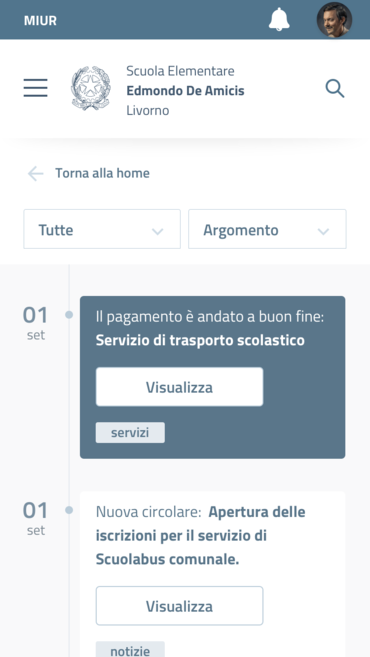 MIUR
Scuola Elementare
Edmondo De Amicis
Livorno
Torna alla home
Tutte
Argomento
01
set
Il pagamento è andato a buon fine:
Servizio di trasporto scolastico
Visualizza
servizi
01
set
Nuova circolare: Apertura delle
iscrizioni per il servizio di
Scuolabus comunale.
Visualizza
notizie